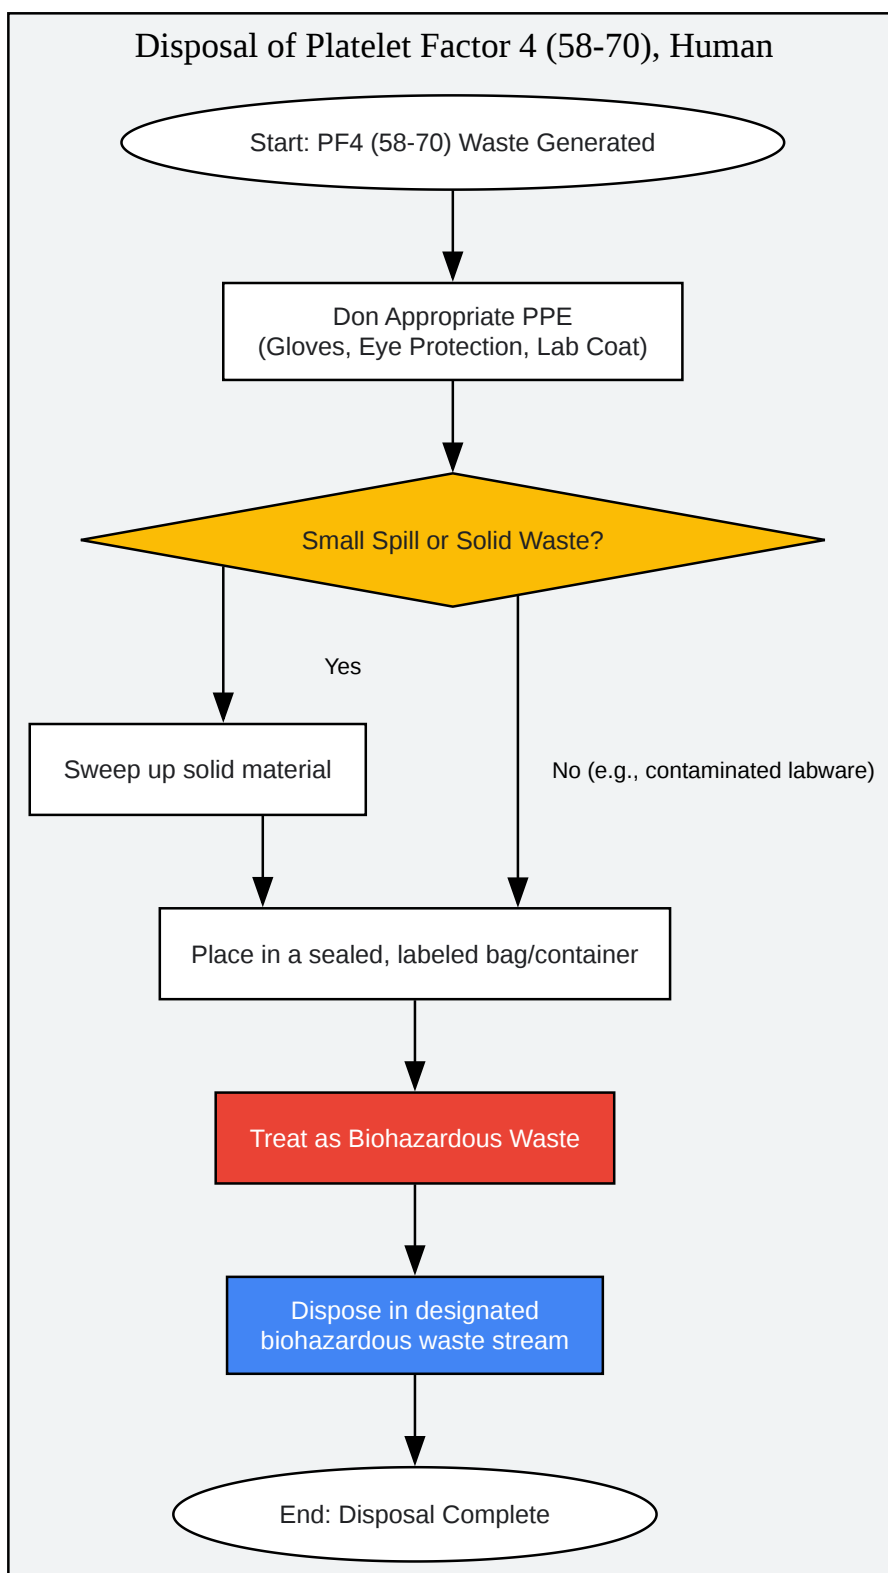 Disposal of Platelet Factor 4 (58-70), Human
Start: PF4 (58-70) Waste Generated
Don Appropriate PPE
(Gloves, Eye Protection, Lab Coat)
Small Spill or Solid Waste?
Yes
Sweep up solid material
No (e.g., contaminated labware)
Place in a sealed, labeled bag/container
Treat as Biohazardous Waste
Dispose in designated
biohazardous waste stream
End: Disposal Complete